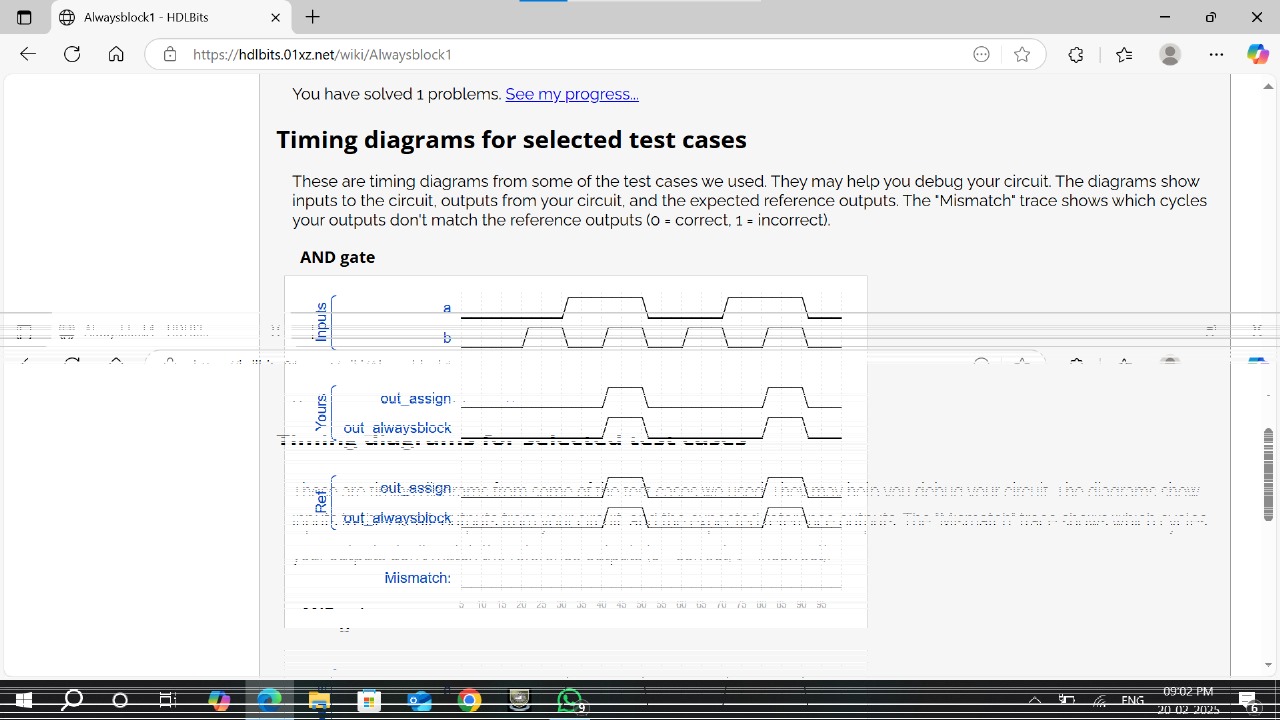 Alwaysblock1 - HDLBits
https://hdlbits.01xz.net/wiki/Alwaysblock1
You have solved 1 problems. See my progress...
Timing diagrams for selected test cases
These are timing diagrams from some of the test cases we used. They may help you debug your circuit. The diagrams show
inputs to the circuit, outputs from your circuit, and the expected reference outputs. The "Mismatch" trace shows which cycles
your outputs don't match the reference outputs (0 = correct, 1 = incorrect).
AND gate
Inputs
a
b
Yours
out_assign
out_alwaysblock
Ref
out_assign
out_alwaysblock
Mismatch:
5 10 15 20 25 30 35 40 45 50 55 60 65 70 75 80 85 90 95
9
ENG
09:02 PM
20-02-2025
6